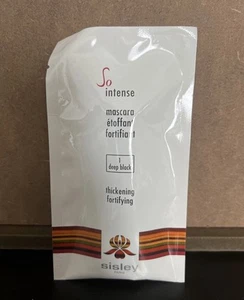 So
intense
mascara
étoffant
fortifiant
1
deep black
thickening
fortifying
sisley